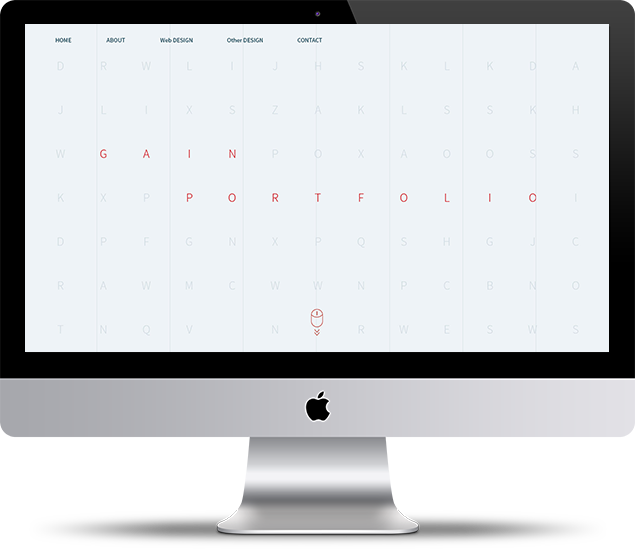 HOME ABOUT Web DESIGN Other DESIGN CONTACT
D R W L I J H S K L K D A
J L I X S Z A K L S S K H
W G A I N P O X A O O S S
K X P P O R T F O L I O I
D P F G N X P Q S H G J C
R A W M C W W N P C B N O
T N Q V N R W E S W S